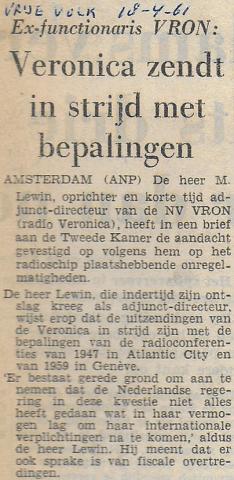 VRIJE VOLK 18-4-61
Ex-functionaris VRON:
Veronica zendt
in strijd met
bepalingen
AMSTERDAM (ANP) De heer M.
Lewin, oprichter en korte tijd ad-
junct-directeur van de NV VRON
(radio Veronica), heeft in een brief
aan de Tweede Kamer de aandacht
gevestigd op volgens hem op het
radioschip plaatshebbende onregel-
matigheden.
De heer Lewin, die indertijd zijn ont-
slag kreeg als adjunct-directeur,
wijst erop dat de uitzendingen van
de Veronica in strijd zijn met de
bepalingen van de radioconferen-
ties van 1947 in Atlantic City en
van 1959 in Genève.
'Er bestaat gerede grond om aan te
nemen dat de Nederlandse rege-
ring in deze kwestie niet alles
heeft gedaan wat in haar vermo-
gen lag om haar internationale
verplichtingen na te komen,' aldus
de heer Lewin. Hij meent dat er
ook sprake is van fiscale overtre-
dingen.